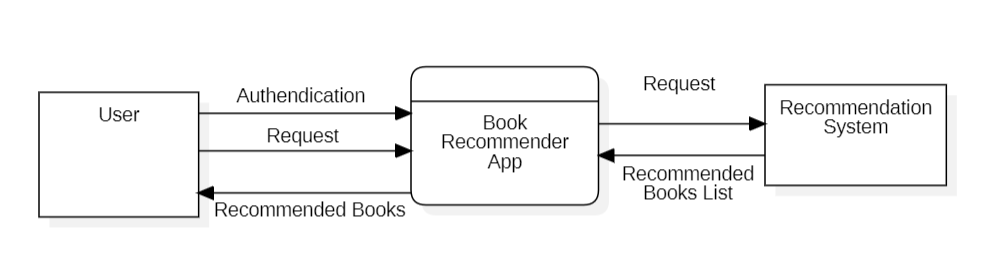 User
Authendication
Request
Recommended Books
Book
Recommender
App
Request
Recommended
Books List
Recommendation
System